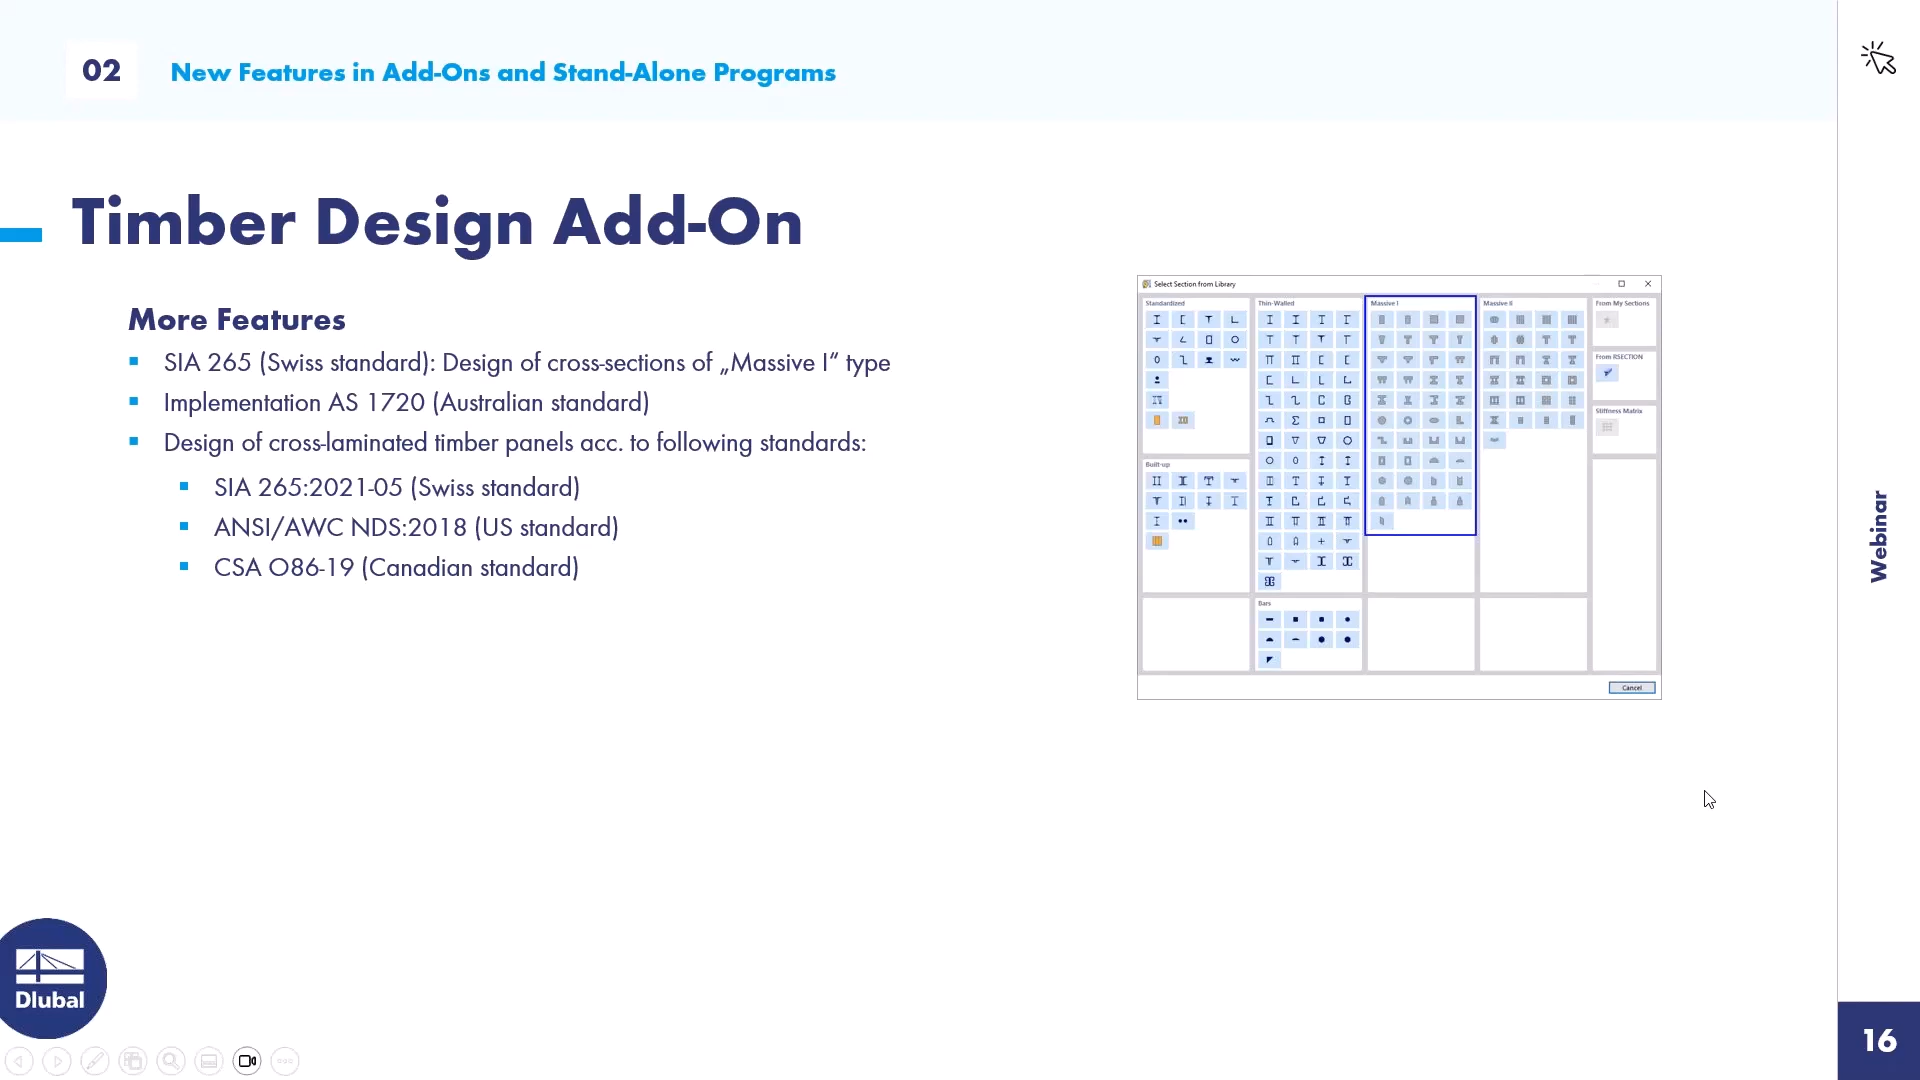 02
New Features in Add-Ons and Stand-Alone Programs
Timber Design Add-On
More Features
SIA 265 (Swiss standard): Design of cross-sections of „Massive I“ type
Implementation AS 1720 (Australian standard)
Design of cross-laminated timber panels acc. to following standards:
SIA 265:2021-05 (Swiss standard)
ANSI/AWC NDS:2018 (US standard)
CSA O86-19 (Canadian standard)
Select Section from Library
Standardized
Thin-Walled
Massive I
Massive II
From My Sections
From RSECTION
Stiffness Matrix
Built-up
Bars
Cancel
Webinar
Dlubal
16